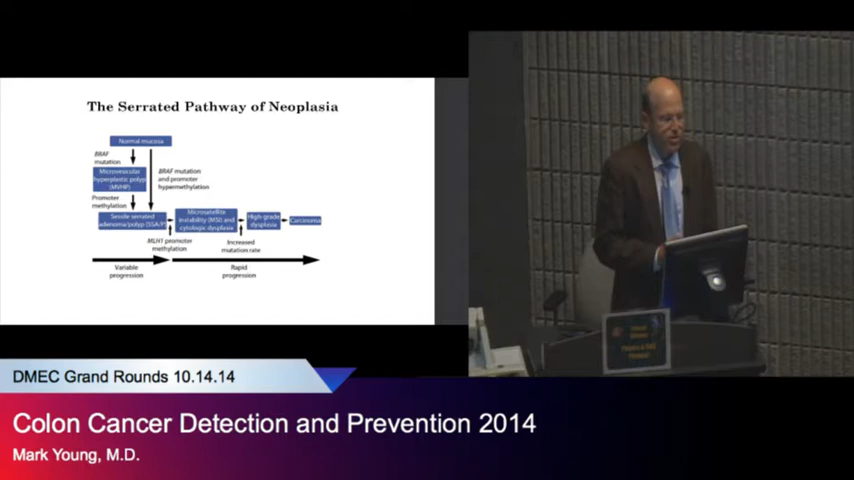 The Serrated Pathway of Neoplasia
Normal mucosa
BRAF
mutation
BRAF mutation
and promoter
hypermethylation
Microvesicular
hyperplastic polyp
(MVHP)
Promoter
methylation
Sessile serrated
adenoma/polyp (SSA/P)
Microsatellite
instability (MSI) and
cytologic dysplasia
High-grade
dysplasia
Carcinoma
MLH1 promoter
methylation
Increased
mutation rate
Variable
progression
Rapid
progression
DMEC Grand Rounds 10.14.14
Colon Cancer Detection and Prevention 2014
Mark Young, M.D.